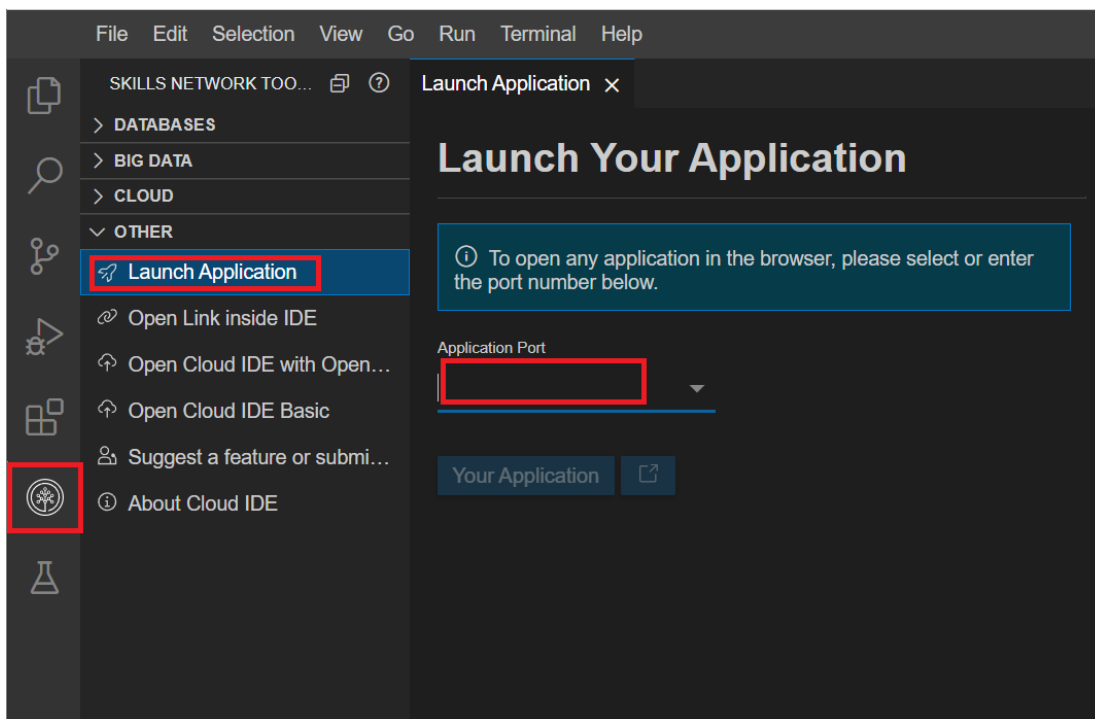 File Edit Selection View Go Run Terminal Help
SKILLS NETWORK TOO...
DATABASES
BIG DATA
CLOUD
OTHER
Launch Application
Open Link inside IDE
Open Cloud IDE with Open...
Open Cloud IDE Basic
Suggest a feature or submi...
About Cloud IDE
Launch Application
Launch Your Application
To open any application in the browser, please select or enter
the port number below.
Application Port
Your Application